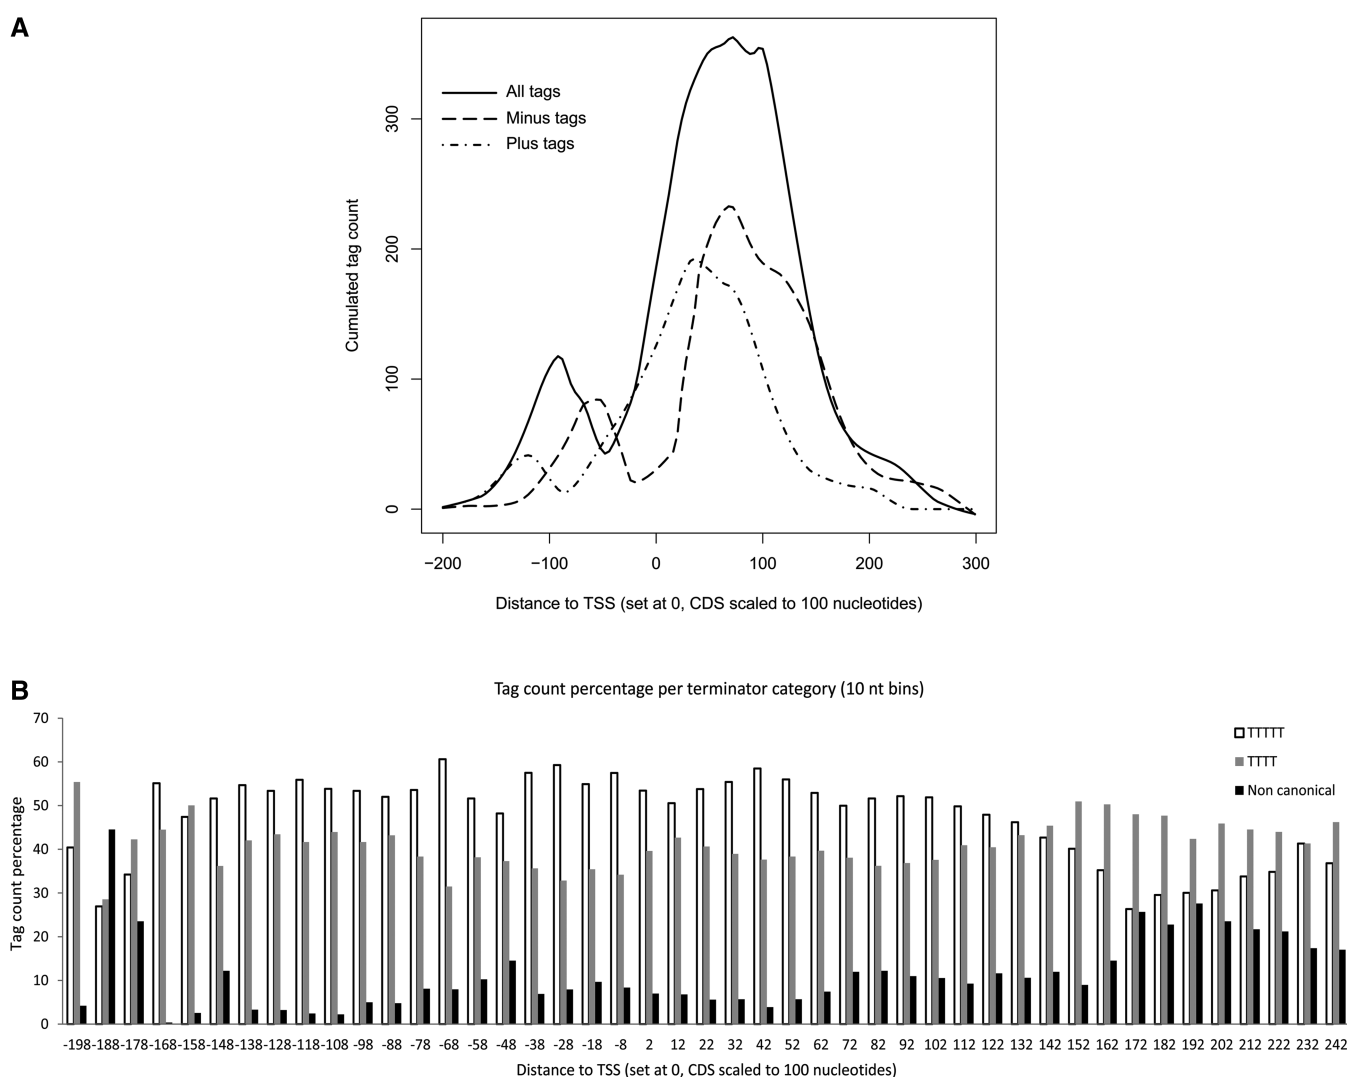 A
All tags
Minus tags
Plus tags
Cumulated tag count
300
200
100
0
−200 −100 0 100 200 300
Distance to TSS (set at 0, CDS scaled to 100 nucleotides)
B
Tag count percentage per terminator category (10 nt bins)
TTTTT
TTTT
Non canonical
Tag count percentage
70
60
50
40
30
20
10
0
-198 -188 -178 -168 -158 -148 -138 -128 -118 -108 -98 -88 -78 -68 -58 -48 -38 -28 -18 -8 2 12 22 32 42 52 62 72 82 92 102 112 122 132 142 152 162 172 182 192 202 212 222 232 242
Distance to TSS (set at 0, CDS scaled to 100 nucleotides)